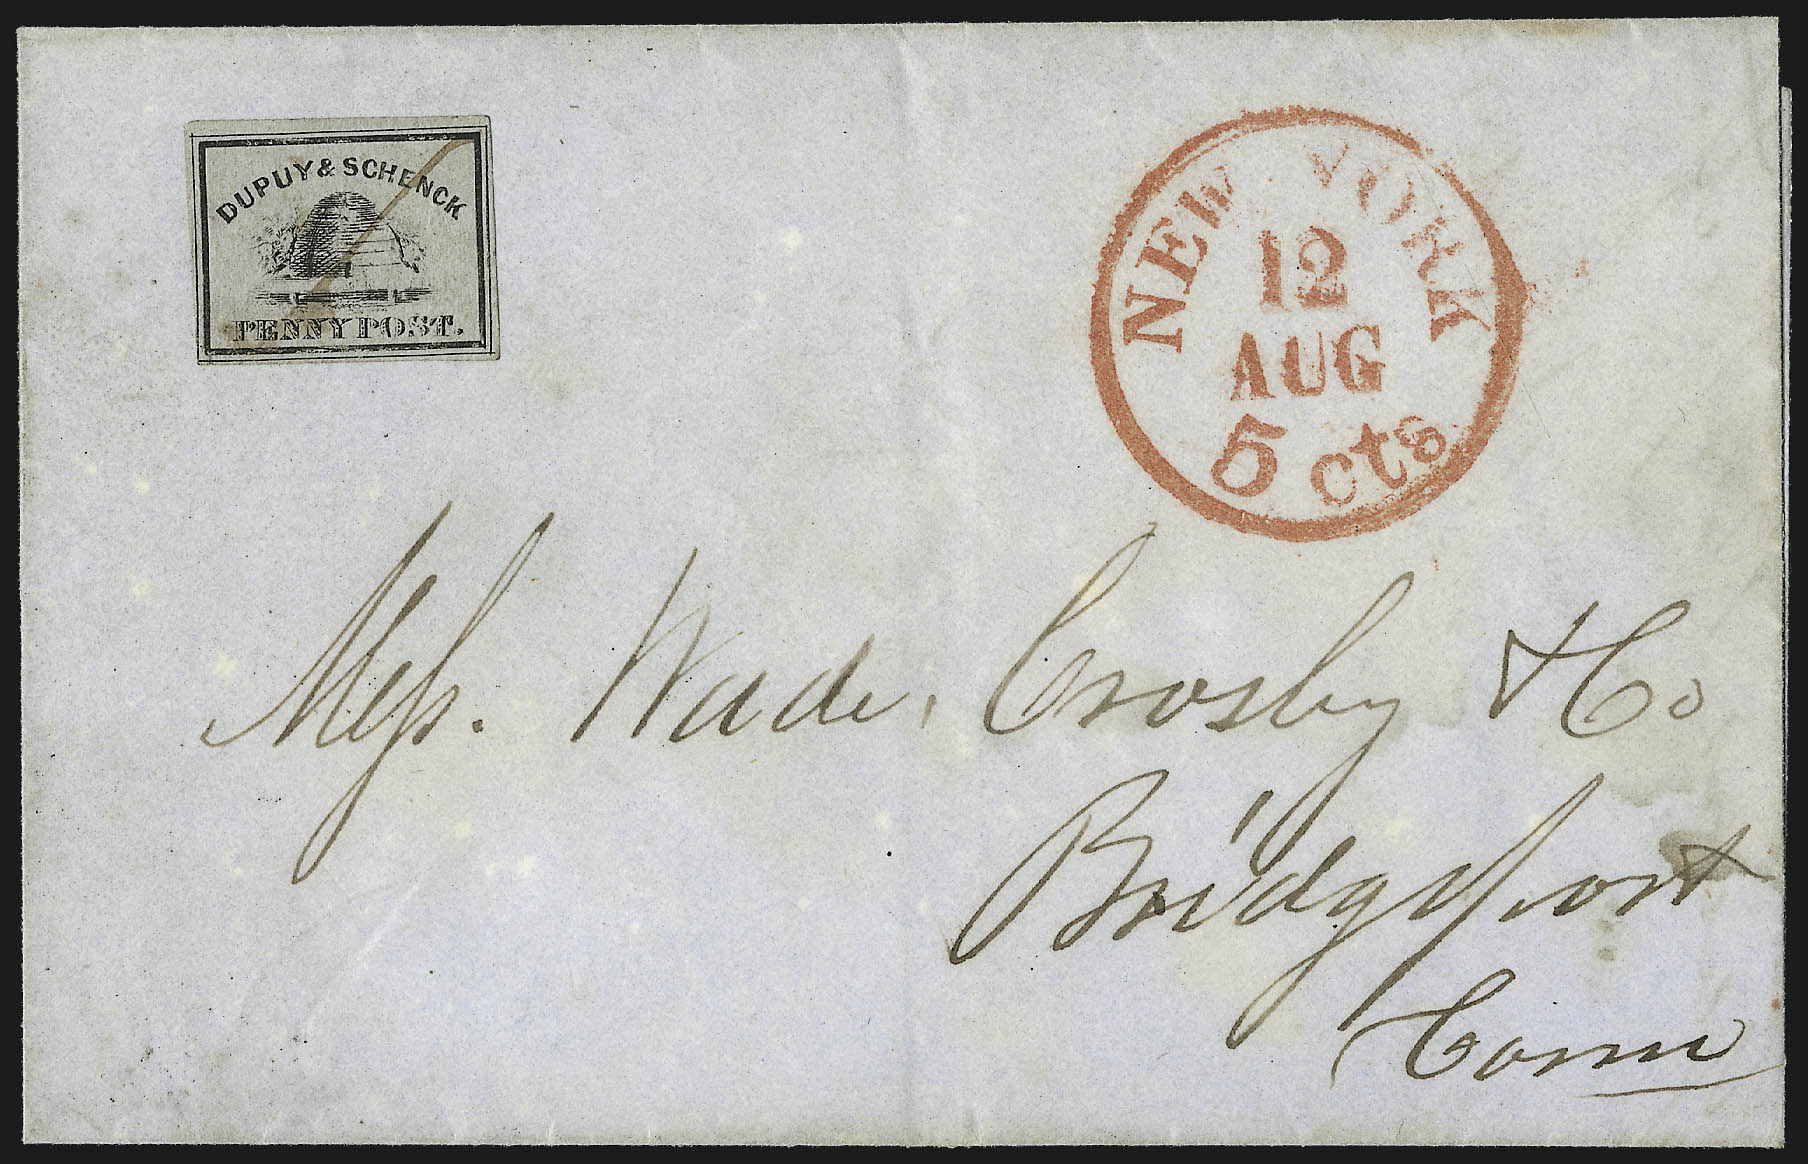 DUPUY & SCHENCK
PENNY POST.
NEW YORK
12
AUG
5 cts
Mess. Wade, Crosby & Co
Bridgeport
Conn